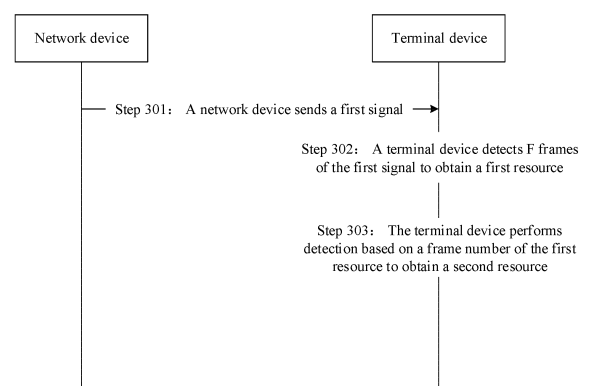 Network device
Terminal device
Step 301： A network device sends a first signal
Step 302： A terminal device detects F frames
of the first signal to obtain a first resource
Step 303： The terminal device performs
detection based on a frame number of the first
resource to obtain a second resource